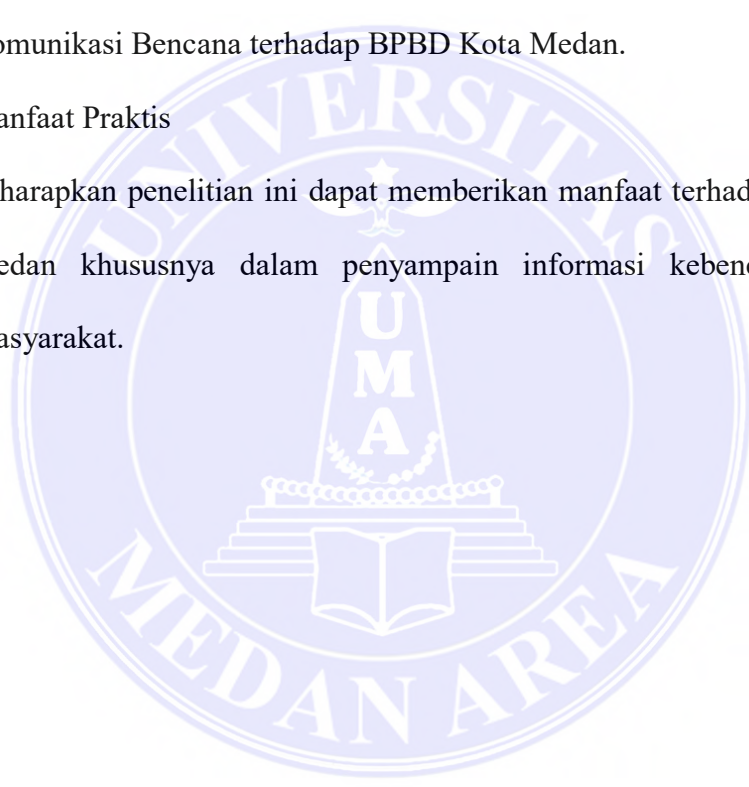 omunikasi Bencana terhadap BPBD Kota Medan.
anfaat Praktis
harapkan penelitian ini dapat memberikan manfaat terhad
edan khususnya dalam penyampain informasi kebend
asyarakat.
UNIVERSITAS
UMA
MEDAN AREA